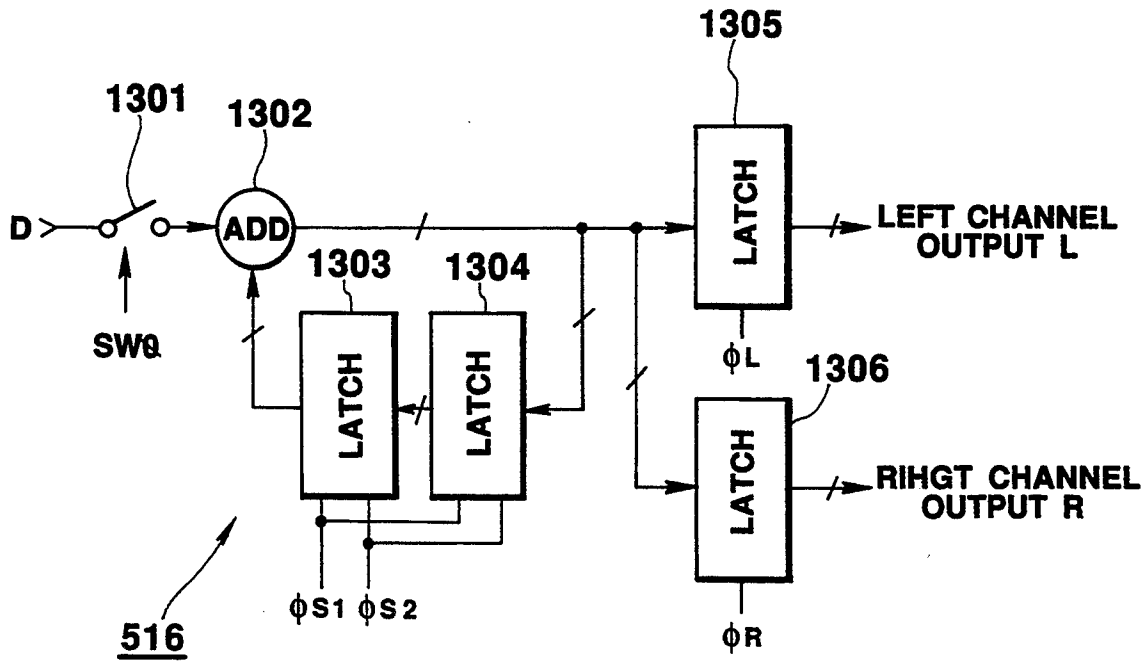 1305
1301
1302
D
ADD
LATCH
LEFT CHANNEL
OUTPUT L
1303
1304
SWQ
ϕL
1306
LATCH
LATCH
LATCH
RIHGT CHANNEL
OUTPUT R
ϕS1
ϕS2
516
ϕR